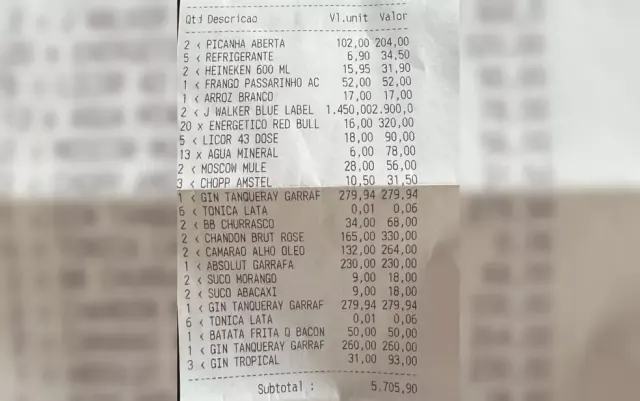 Qtd Descricao Vl.unit Valor
2 x PICANHA ABERTA 102,00 204,00
5 x REFRIGERANTE 6,90 34,50
2 x HEINEKEN 600 ML 15,95 31,90
1 x FRANGO PASSARINHO AC 52,00 52,00
1 x ARROZ BRANCO 17,00 17,00
2 x J WALKER BLUE LABEL 1.450,002.900,0
20 x ENERGETICO RED BULL 16,00 320,00
5 x LICOR 43 DOSE 18,00 90,00
13 x AGUA MINERAL 6,00 78,00
2 x MOSCOW MULE 28,00 56,00
3 x CHOPP AMSTEL 10,50 31,50
1 x GIN TANQUERAY GARRAF 279,94 279,94
6 x TONICA LATA 0,01 0,06
2 x BB CHURRASCO 34,00 68,00
2 x CHANDON BRUT ROSE 165,00 330,00
2 x CAMARAO ALHO OLEO 132,00 264,00
1 x ABSOLUT GARRAFA 230,00 230,00
2 x SUCO MORANGO 9,00 18,00
2 x SUCO ABACAXI 9,00 18,00
1 x GIN TANQUERAY GARRAF 279,94 279,94
6 x TONICA LATA 0,01 0,06
1 x BATATA FRITA Q BACON 50,00 50,00
1 x GIN TANQUERAY GARRAF 260,00 260,00
3 x GIN TROPICAL 31,00 93,00
Subtotal : 5.705,90